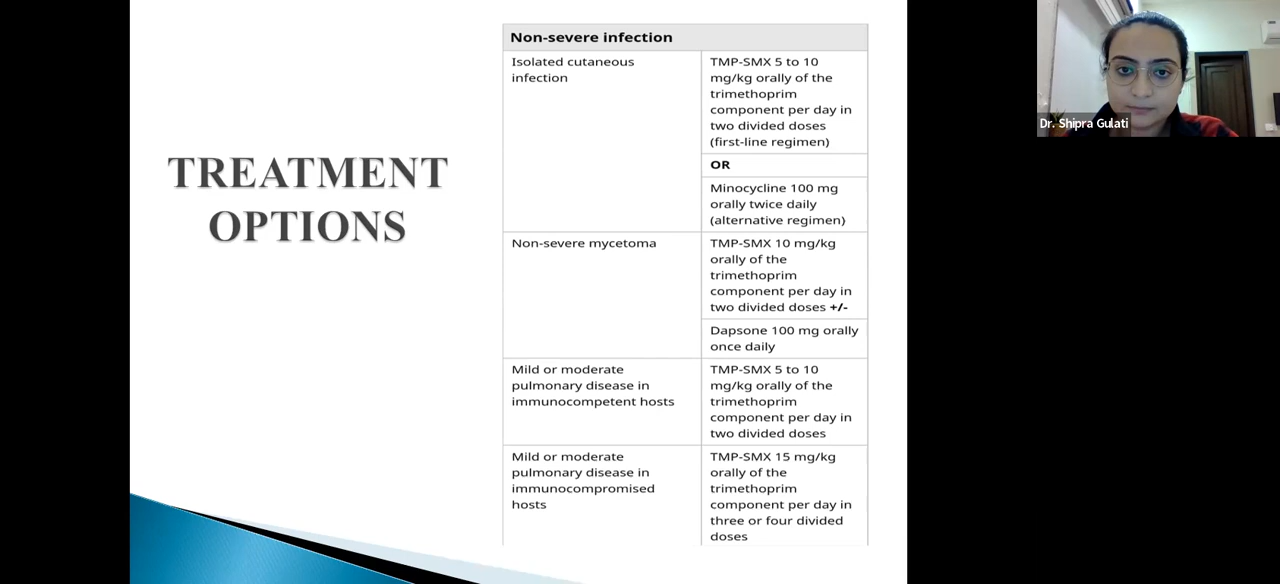 TREATMENT
OPTIONS
Non-severe infection
Isolated cutaneous
infection
TMP-SMX 5 to 10
mg/kg orally of the
trimethoprim
component per day in
two divided doses
(first-line regimen)
OR
Minocycline 100 mg
orally twice daily
(alternative regimen)
Non-severe mycetoma
TMP-SMX 10 mg/kg
orally of the
trimethoprim
component per day in
two divided doses +/-
Dapsone 100 mg orally
once daily
Mild or moderate
pulmonary disease in
immunocompetent hosts
TMP-SMX 5 to 10
mg/kg orally of the
trimethoprim
component per day in
two divided doses
Mild or moderate
pulmonary disease in
immunocompromised
hosts
TMP-SMX 15 mg/kg
orally of the
trimethoprim
component per day in
three or four divided
doses
Dr. Shipra Gulati